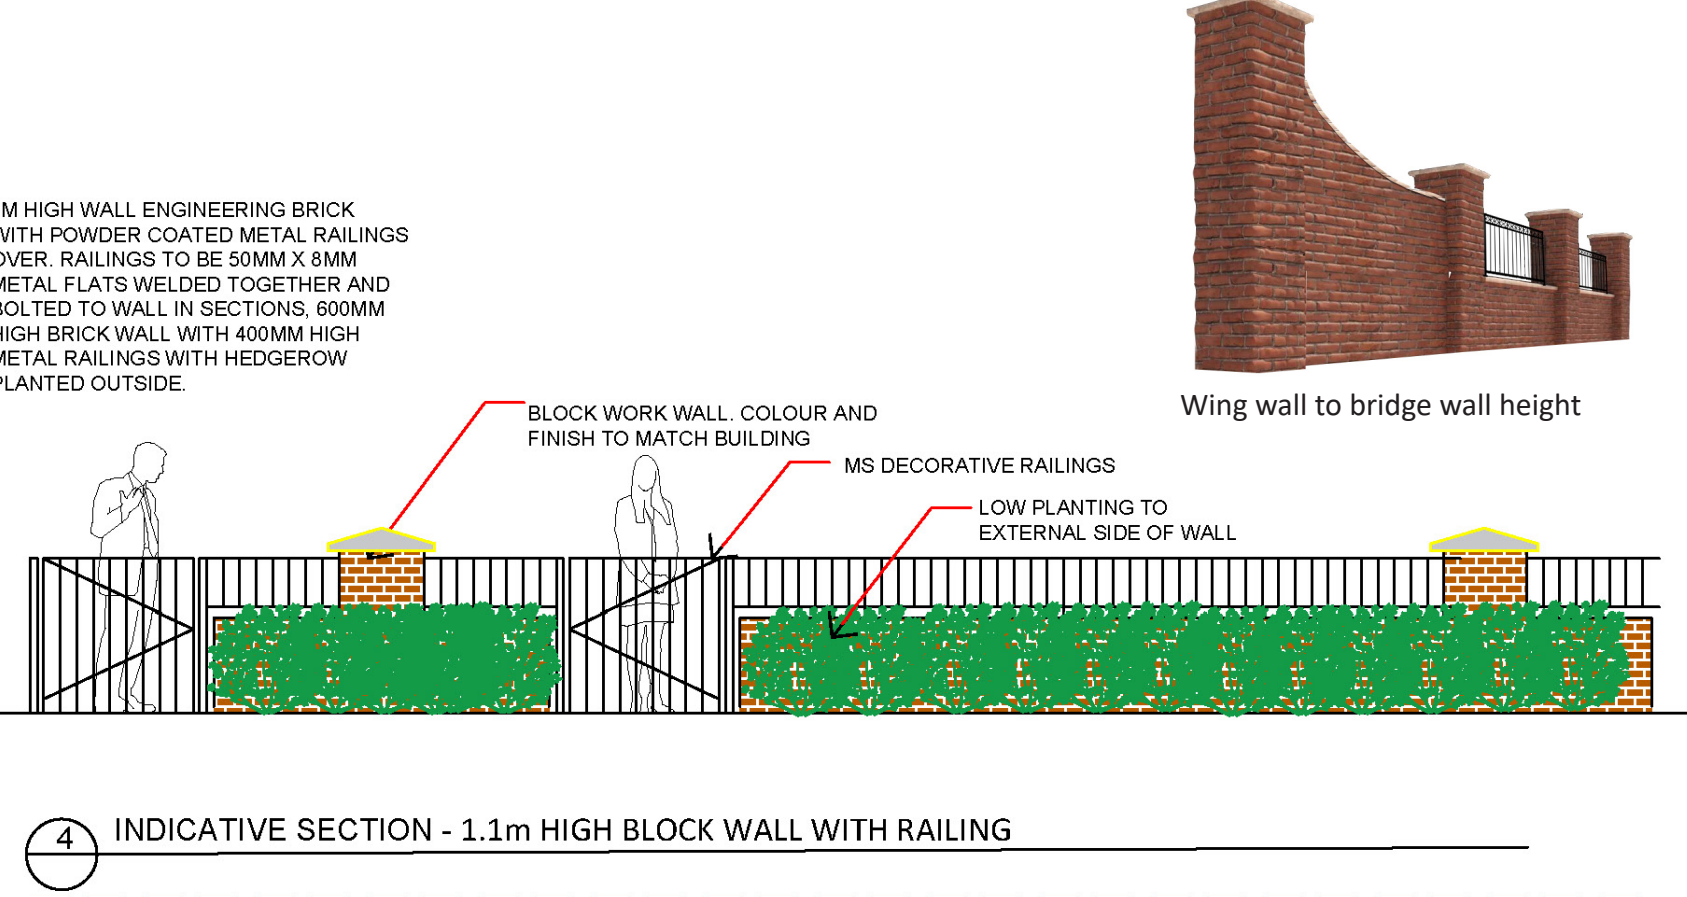 M HIGH WALL ENGINEERING BRICK
WITH POWDER COATED METAL RAILINGS
OVER. RAILINGS TO BE 50MM X 8MM
METAL FLATS WELDED TOGETHER AND
BOLTED TO WALL IN SECTIONS, 600MM
HIGH BRICK WALL WITH 400MM HIGH
METAL RAILINGS WITH HEDGEROW
PLANTED OUTSIDE.
Wing wall to bridge wall height
BLOCK WORK WALL. COLOUR AND
FINISH TO MATCH BUILDING
MS DECORATIVE RAILINGS
LOW PLANTING TO
EXTERNAL SIDE OF WALL
4
INDICATIVE SECTION - 1.1m HIGH BLOCK WALL WITH RAILING